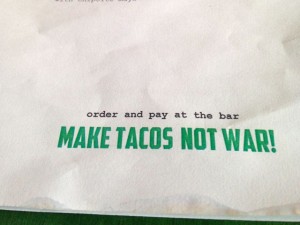 order and pay at the bar
MAKE TACOS NOT WAR!